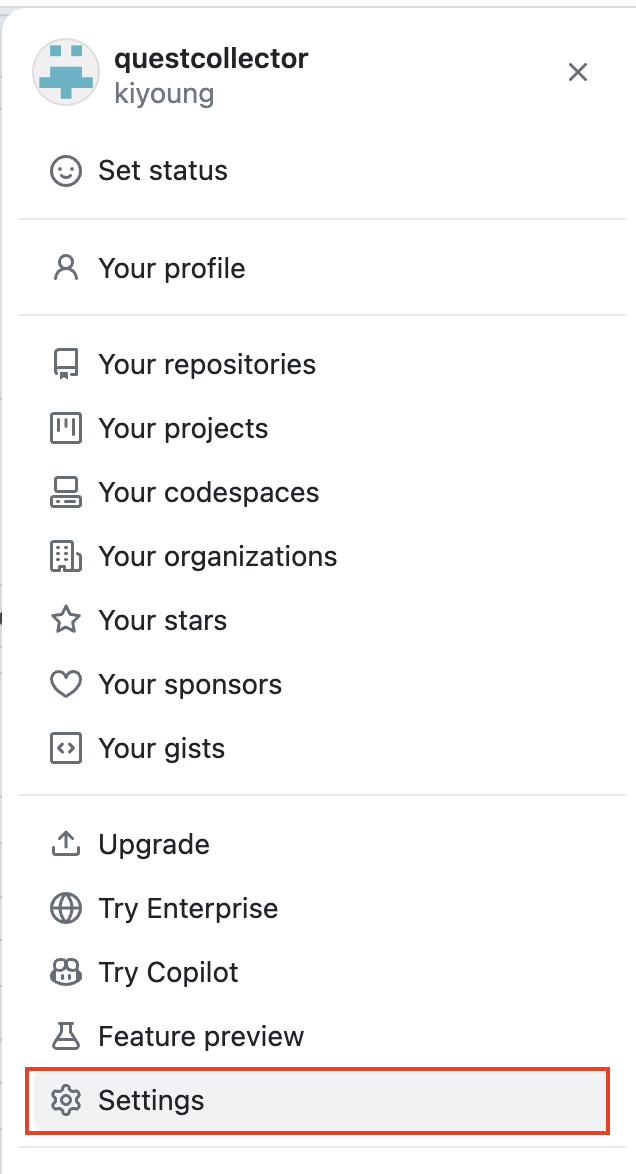 questcollector
kiyoung
Set status
Your profile
Your repositories
Your projects
Your codespaces
Your organizations
Your stars
Your sponsors
Your gists
Upgrade
Try Enterprise
Try Copilot
Feature preview
Settings